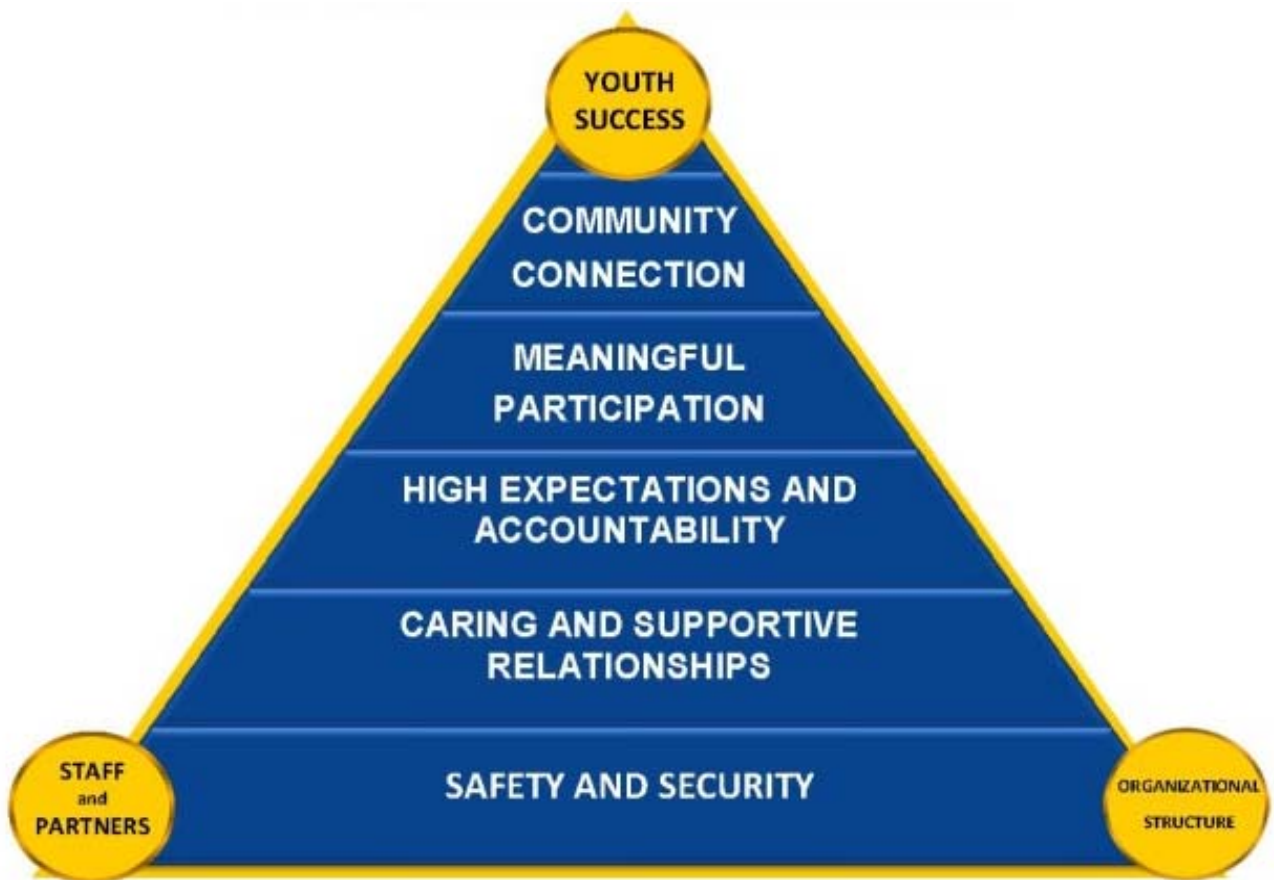 YOUTH
SUCCESS
COMMUNITY
CONNECTION
MEANINGFUL
PARTICIPATION
HIGH EXPECTATIONS AND
ACCOUNTABILITY
CARING AND SUPPORTIVE
RELATIONSHIPS
STAFF
and
PARTNERS
SAFETY AND SECURITY
ORGANIZATIONAL
STRUCTURE